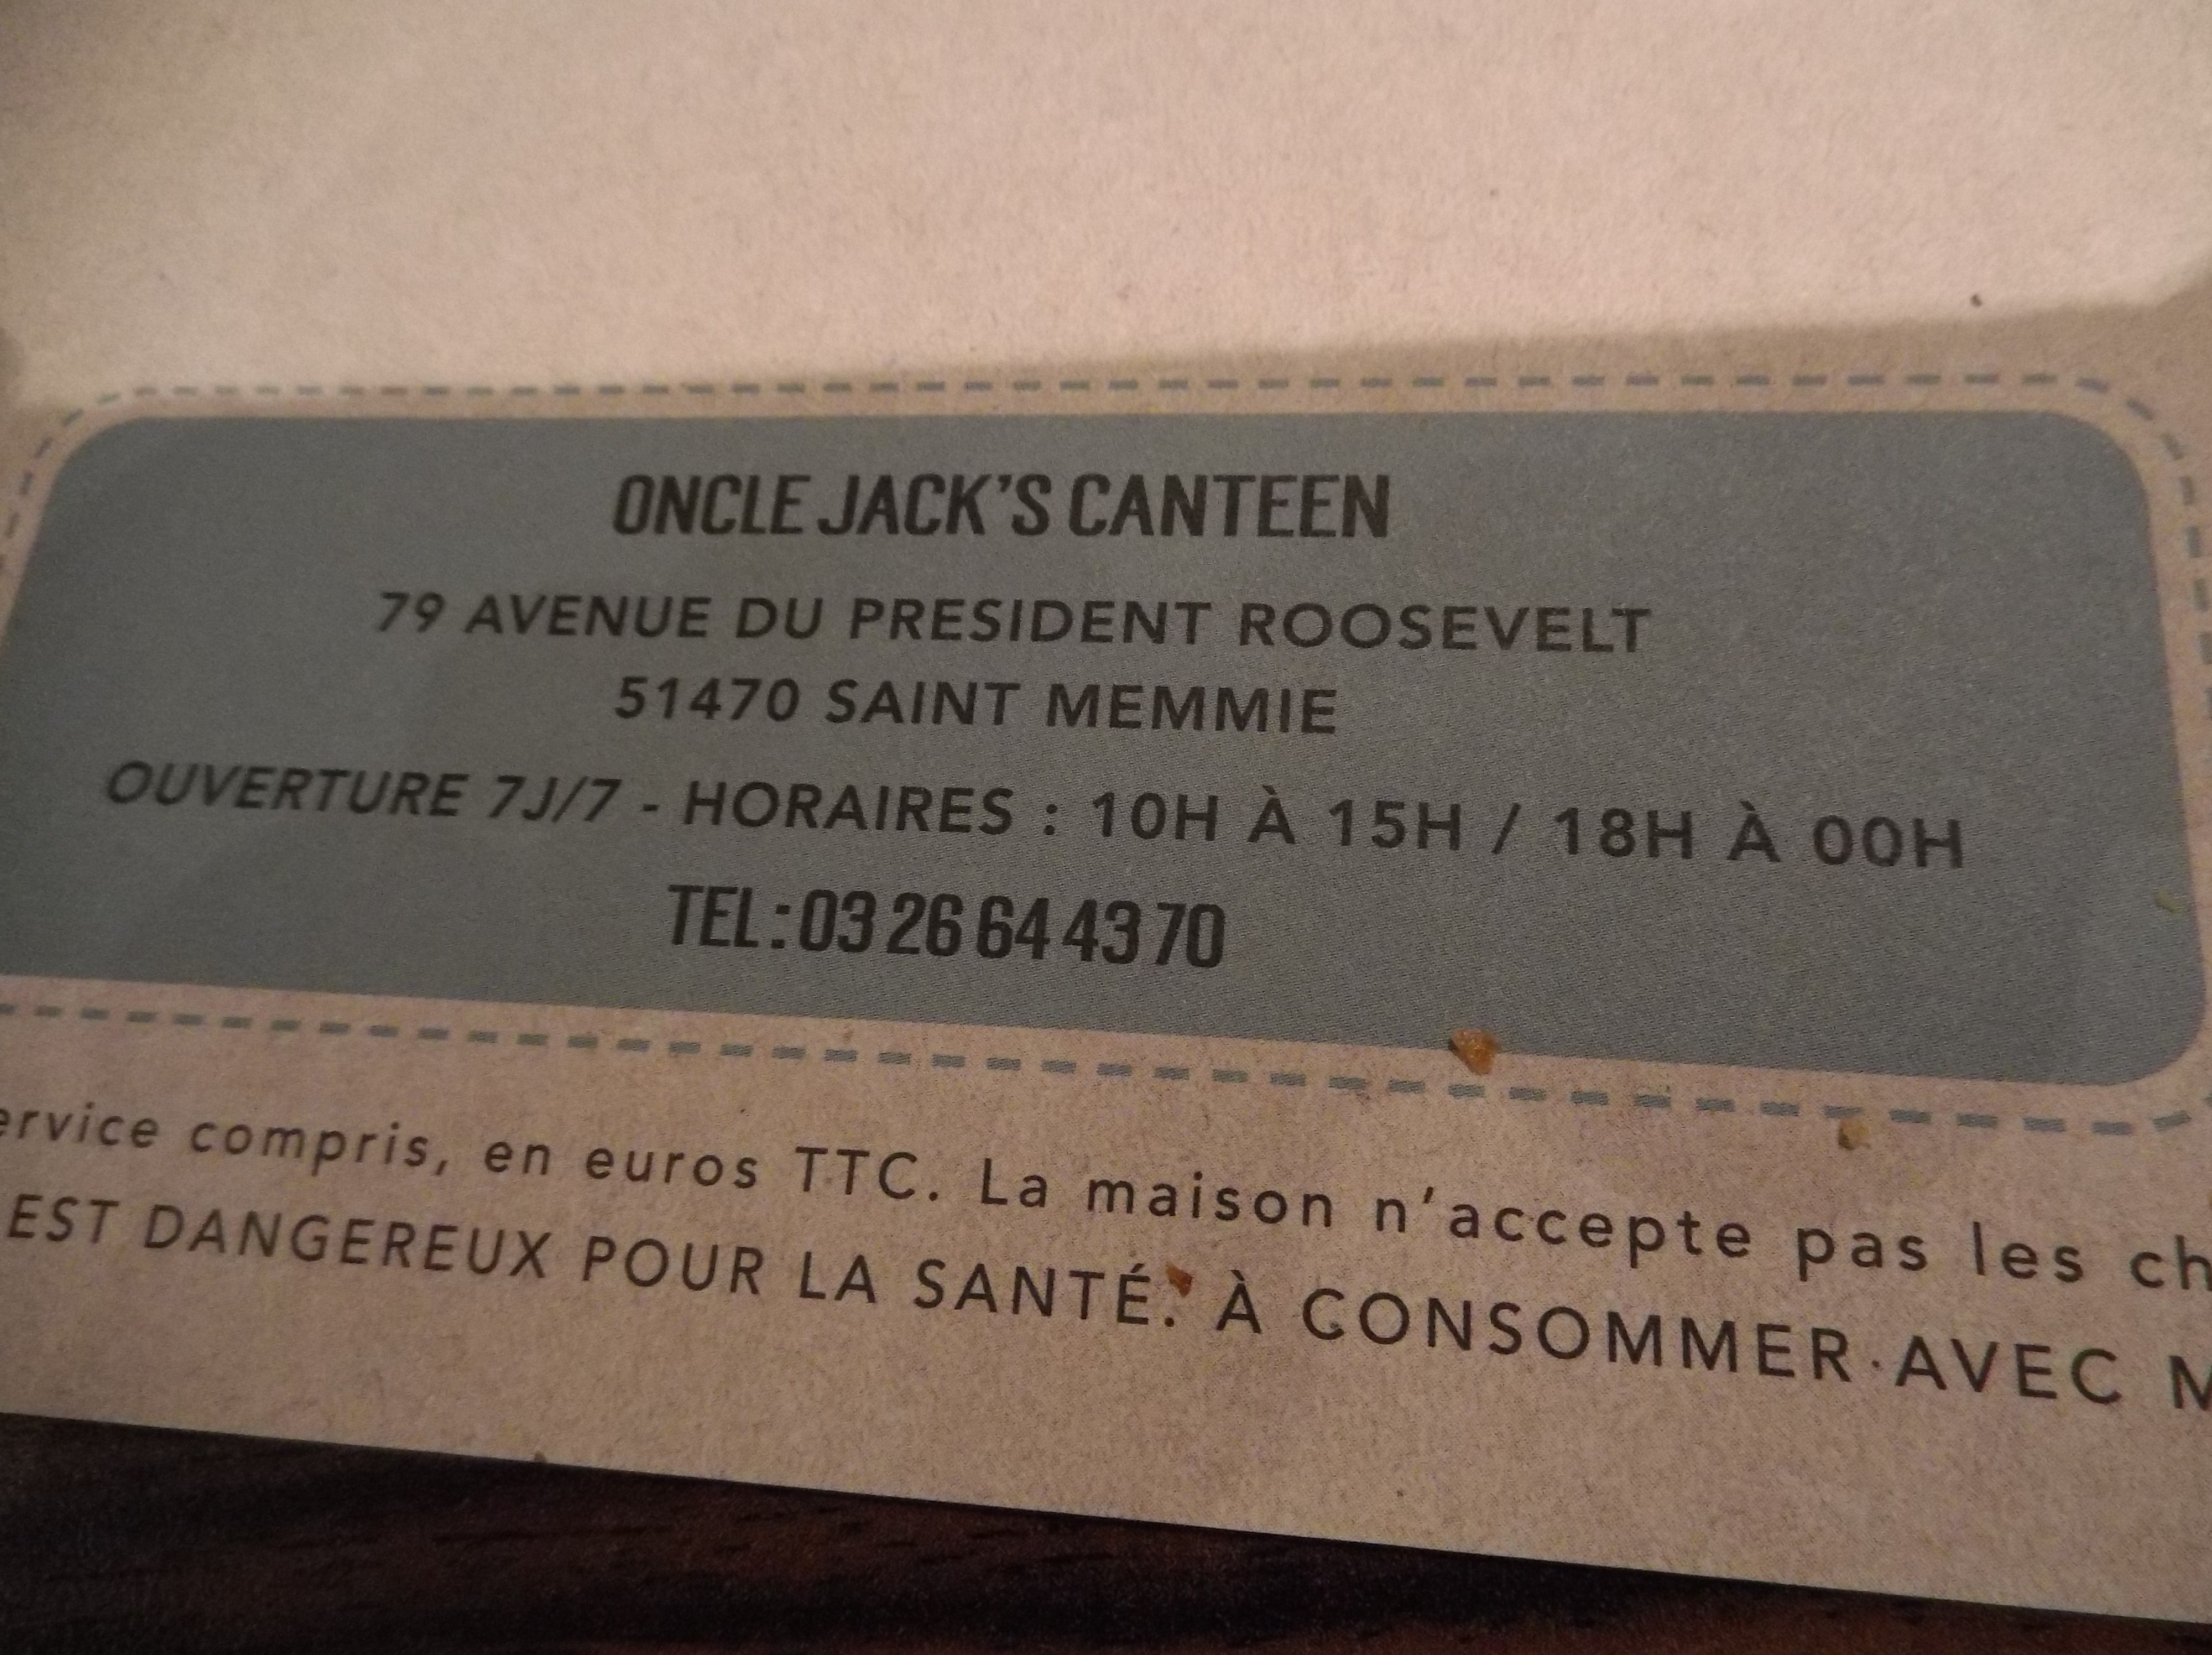 ONCLE JACK'S CANTEEN
79 AVENUE DU PRESIDENT ROOSEVELT
51470 SAINT MEMMIE
OUVERTURE 7J/7 - HORAIRES : 10H À 15H / 18H À 00H
TEL : 03 26 64 43 70
compris, en euros TTC. La maison n'accepte pas les
EST DANGEREUX POUR LA SANTÉ. À CONSOMMER AVEC